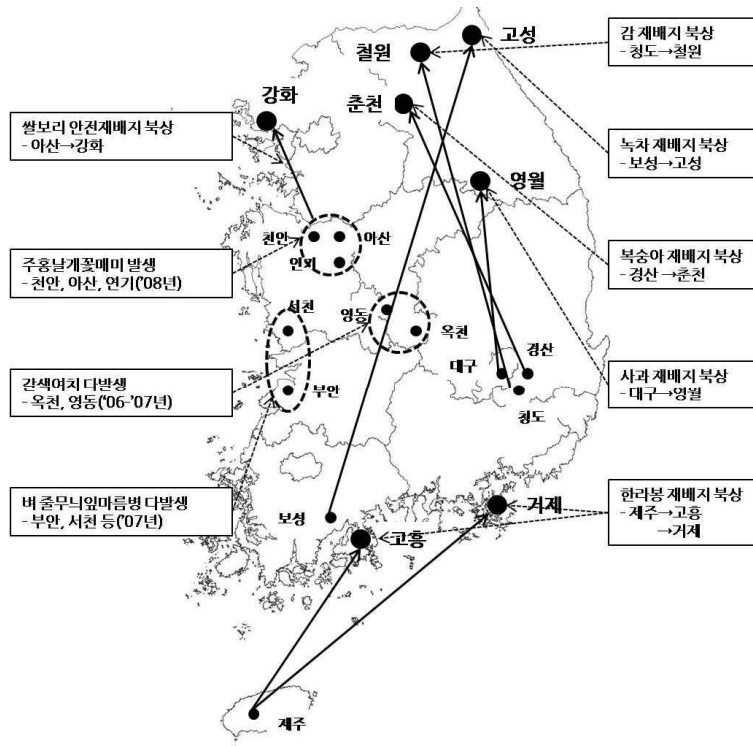 고성
철원
강화
춘천
영월
천안
아산
연기
서천
영동
옥천
부안
대구
경산
청도
보성
고흥
거제
제주
쌀보리 안전재배지 북상
- 아산→강화
주홍날개꽃매미 발생
- 천안, 아산, 연기('08년)
갈색여치 다발생
- 옥천, 영동('06-'07년)
벼 줄무늬잎마름병 다발생
- 부안, 서천 등('07년)
감 재배지 북상
- 청도→철원
녹차 재배지 북상
- 보성→고성
복숭아 재배지 북상
- 경산→춘천
사과 재배지 북상
- 대구→영월
한라봉 재배지 북상
- 제주→고흥
→거제